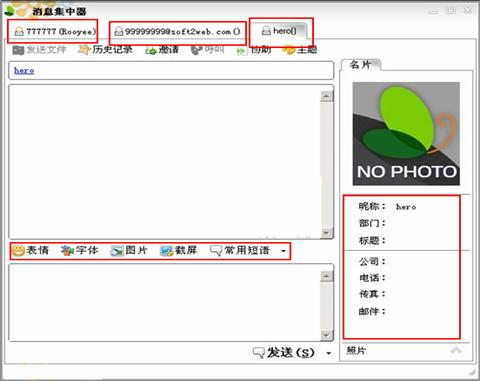 消息集中器
777777(Rooyee)
99999999@soft2web.com()
hero()
发送文件 历史记录 邀请 呼叫 协助 主题
hero
名片
NO PHOTO
昵称: hero
部门:
标题:
公司:
电话:
传真:
邮件:
表情 字体 图片 截屏 常用短语
发送(S)
照片